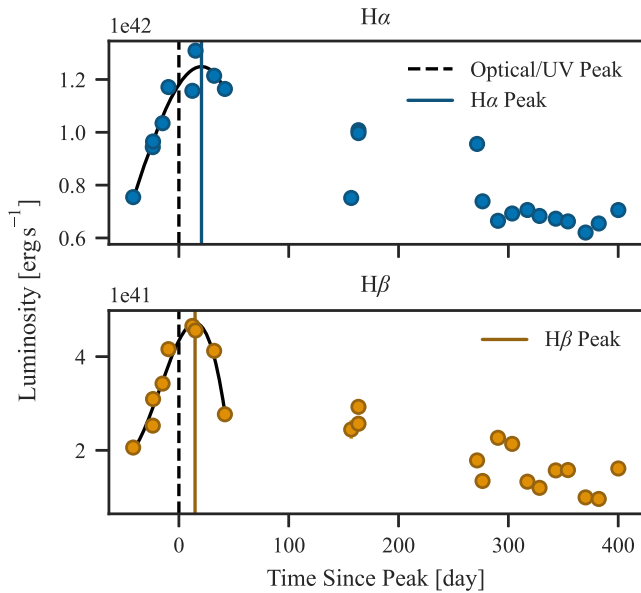 Hα
1e42
Optical/UV Peak
Hα Peak
1.2
1.0
0.8
0.6
Luminosity [erg s⁻¹]
Hβ
1e41
Hβ Peak
4
2
0 100 200 300 400
Time Since Peak [day]